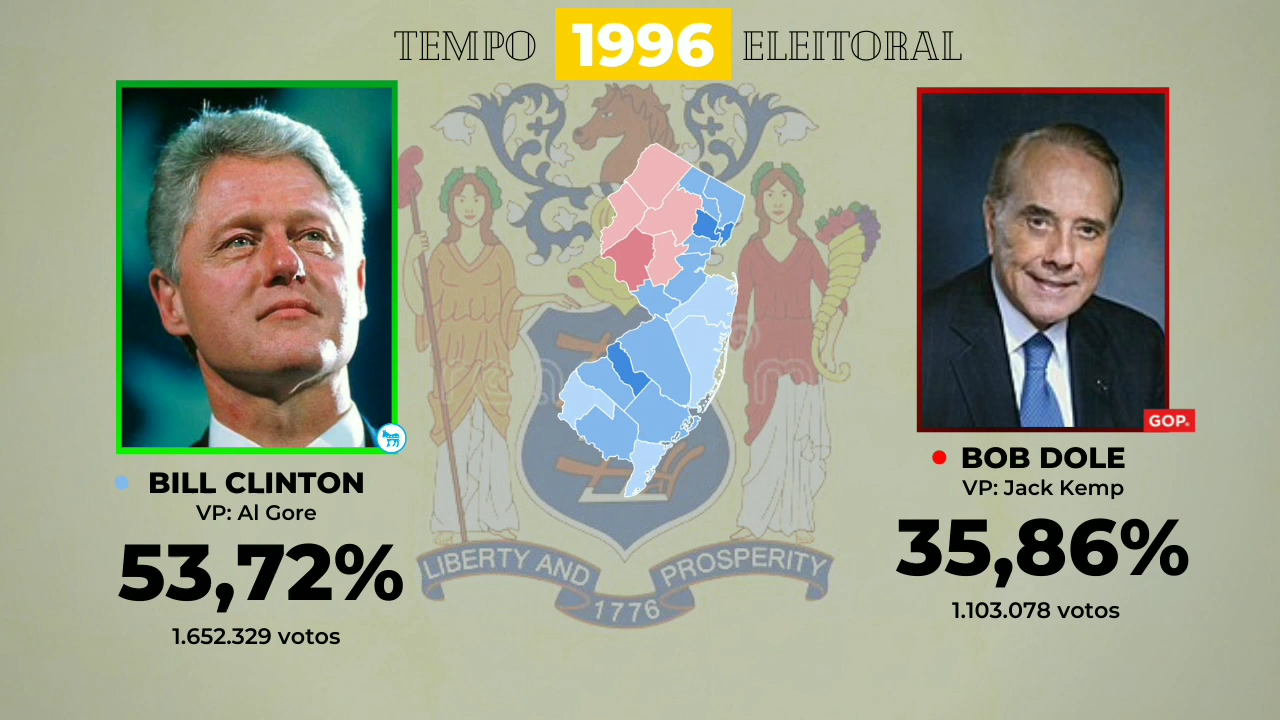 TEMPO 1996 ELEITORAL
GOP
BILL CLINTON
VP: Al Gore
53,72%
1.652.329 votos
BOB DOLE
VP: Jack Kemp
35,86%
1.103.078 votos
LIBERTY AND PROSPERITY
1776